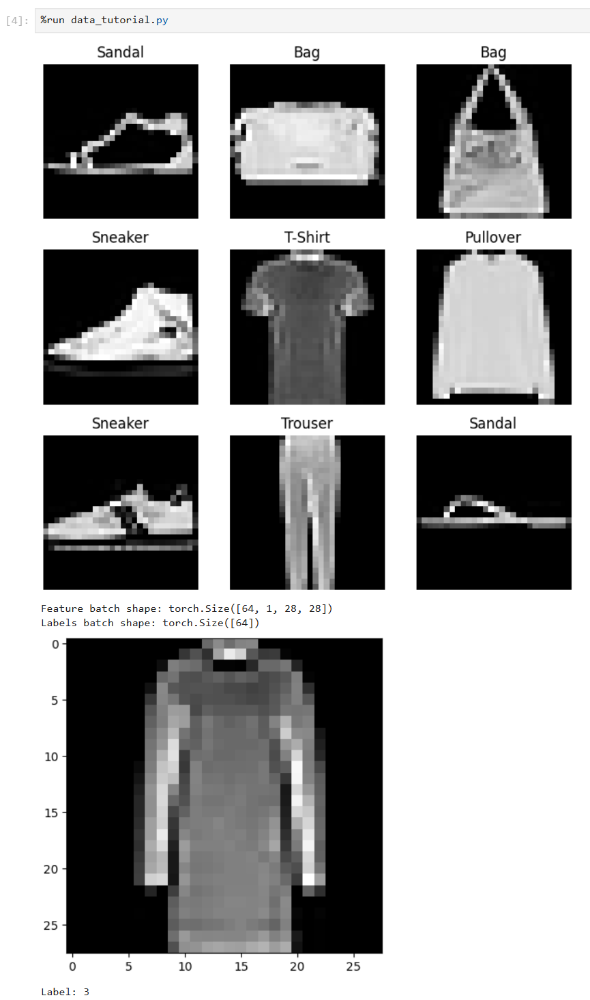 [4]: %run data_tutorial.py
Sandal Bag Bag
Sneaker T-Shirt Pullover
Sneaker Trouser Sandal
Feature batch shape: torch.Size([64, 1, 28, 28])
Labels batch shape: torch.Size([64])
0
5
10
15
20
25
0 5 10 15 20 25
Label: 3